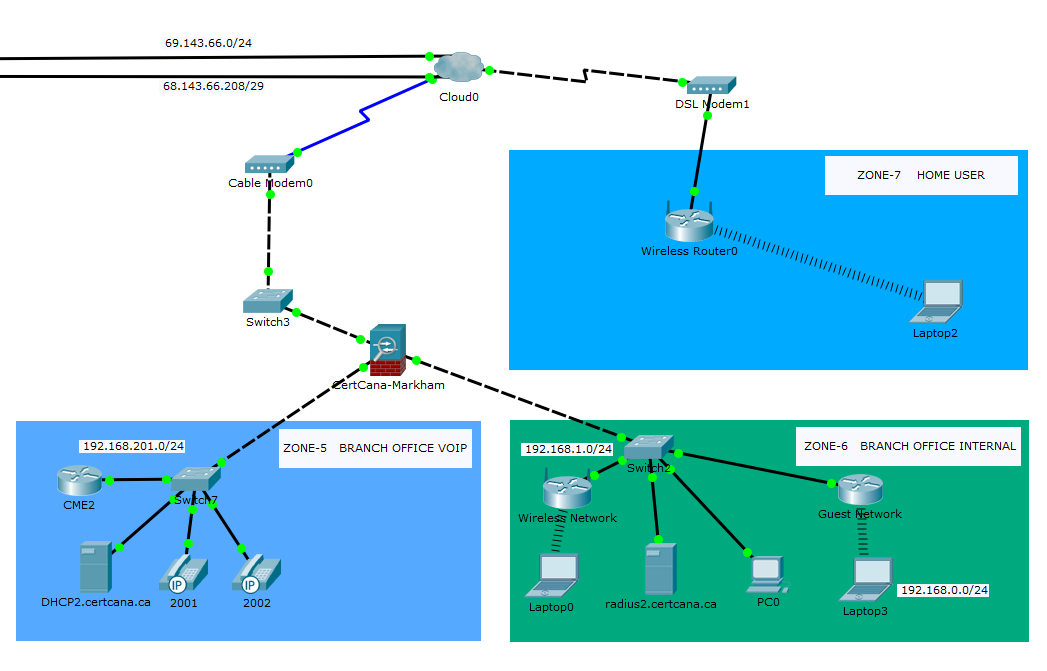 69.143.66.0/24
68.143.66.208/29
Cloud0
DSL Modem1
Cable Modem0
ZONE-7 HOME USER
Wireless Router0
Laptop2
Switch3
CertCana-Markham
192.168.201.0/24
ZONE-5 BRANCH OFFICE VOIP
CME2
Switch7
DHCP2.certcana.ca
IP
2001
IP
2002
192.168.1.0/24
ZONE-6 BRANCH OFFICE INTERNAL
Switch2
Wireless Network
Guest Network
Laptop0
radius2.certcana.ca
PC0
Laptop3
192.168.0.0/24